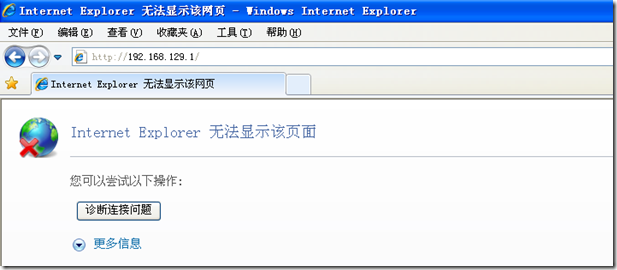 Internet Explorer 无法显示该网页 - Windows Internet Explorer
文件(F) 编辑(E) 查看(V) 收藏夹(A) 工具(T) 帮助(H)
http://192.168.129.1/
Internet Explorer 无法显示该网页
Internet Explorer 无法显示该页面
您可以尝试以下操作:
诊断连接问题
更多信息